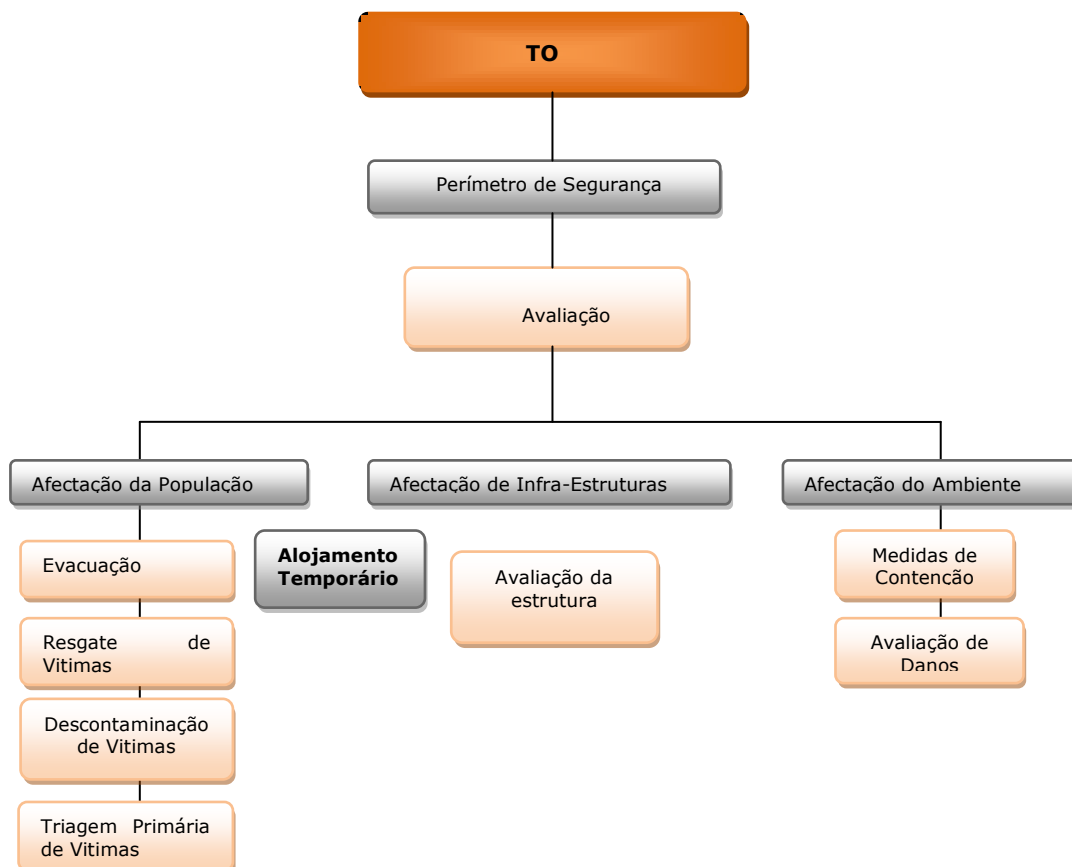 TO
Perímetro de Segurança
Avaliação
Afectação da População
Afectação de Infra-Estruturas
Afectação do Ambiente
Evacuação
Alojamento
Temporário
Avaliação da
estrutura
Medidas de
Contenção
Resgate de
Vitimas
Avaliação de
Danos
Descontaminação
de Vitimas
Triagem Primária
de Vitimas